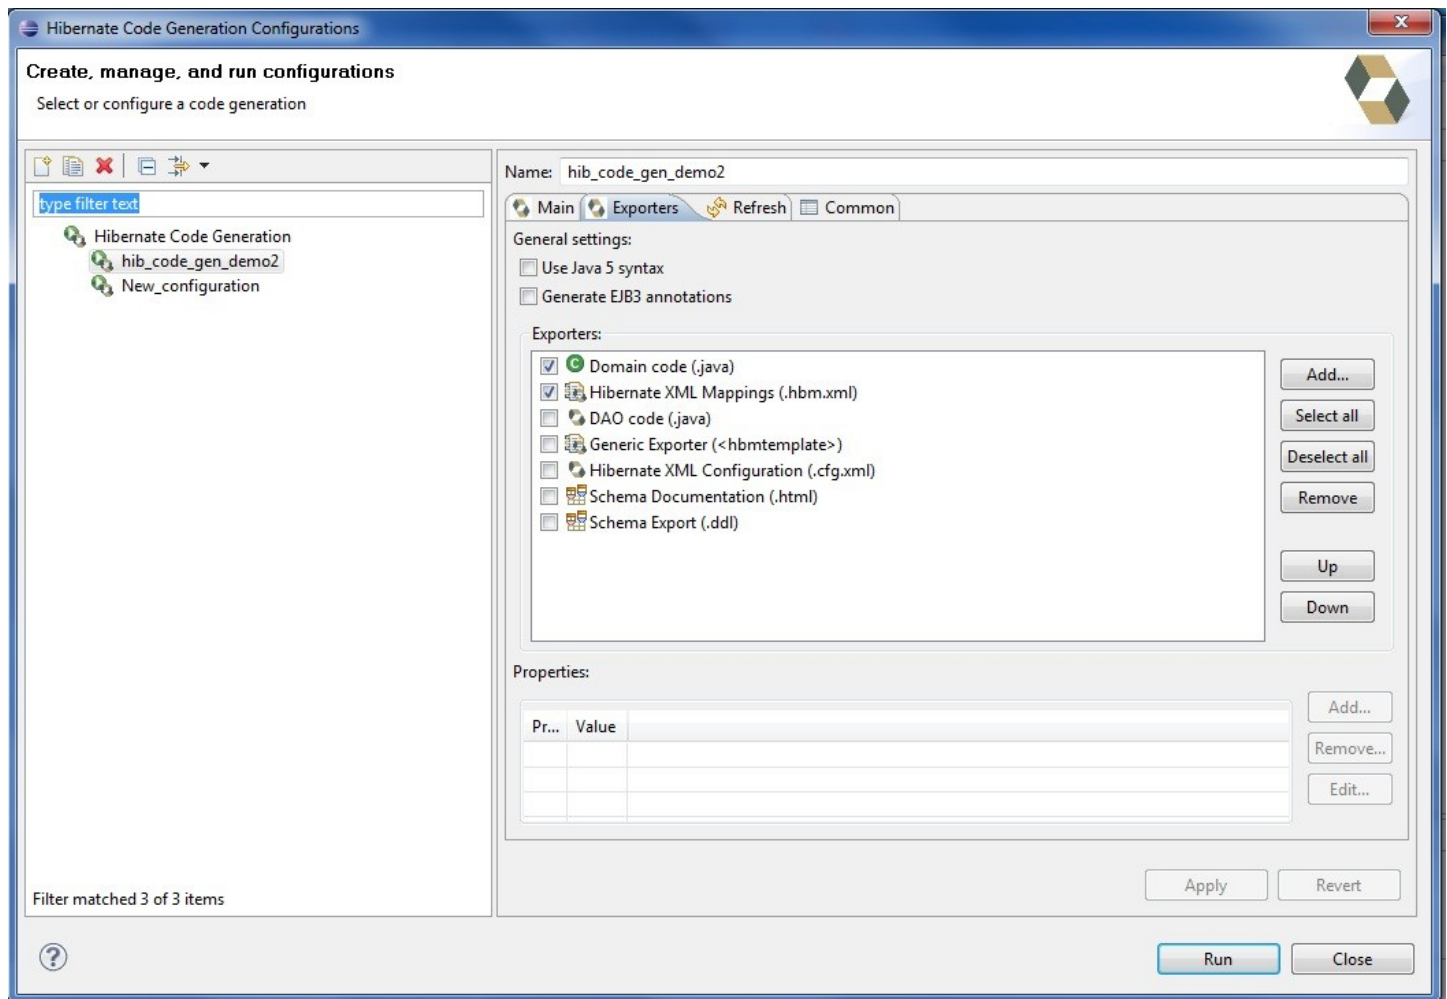 Hibernate Code Generation Configurations
Create, manage, and run configurations
Select or configure a code generation
type filter text
Hibernate Code Generation
hib_code_gen_demo2
New_configuration
Filter matched 3 of 3 items
Name: hib_code_gen_demo2
Main Exporters Refresh Common
General settings:
Use Java 5 syntax
Generate EJB3 annotations
Exporters:
Domain code (.java)
Hibernate XML Mappings (.hbm.xml)
DAO code (.java)
Generic Exporter (<hbmtemplate>)
Hibernate XML Configuration (.cfg.xml)
Schema Documentation (.html)
Schema Export (.ddl)
Add...
Select all
Deselect all
Remove
Up
Down
Properties:
Pr... Value
Add...
Remove...
Edit...
Apply Revert
Run Close